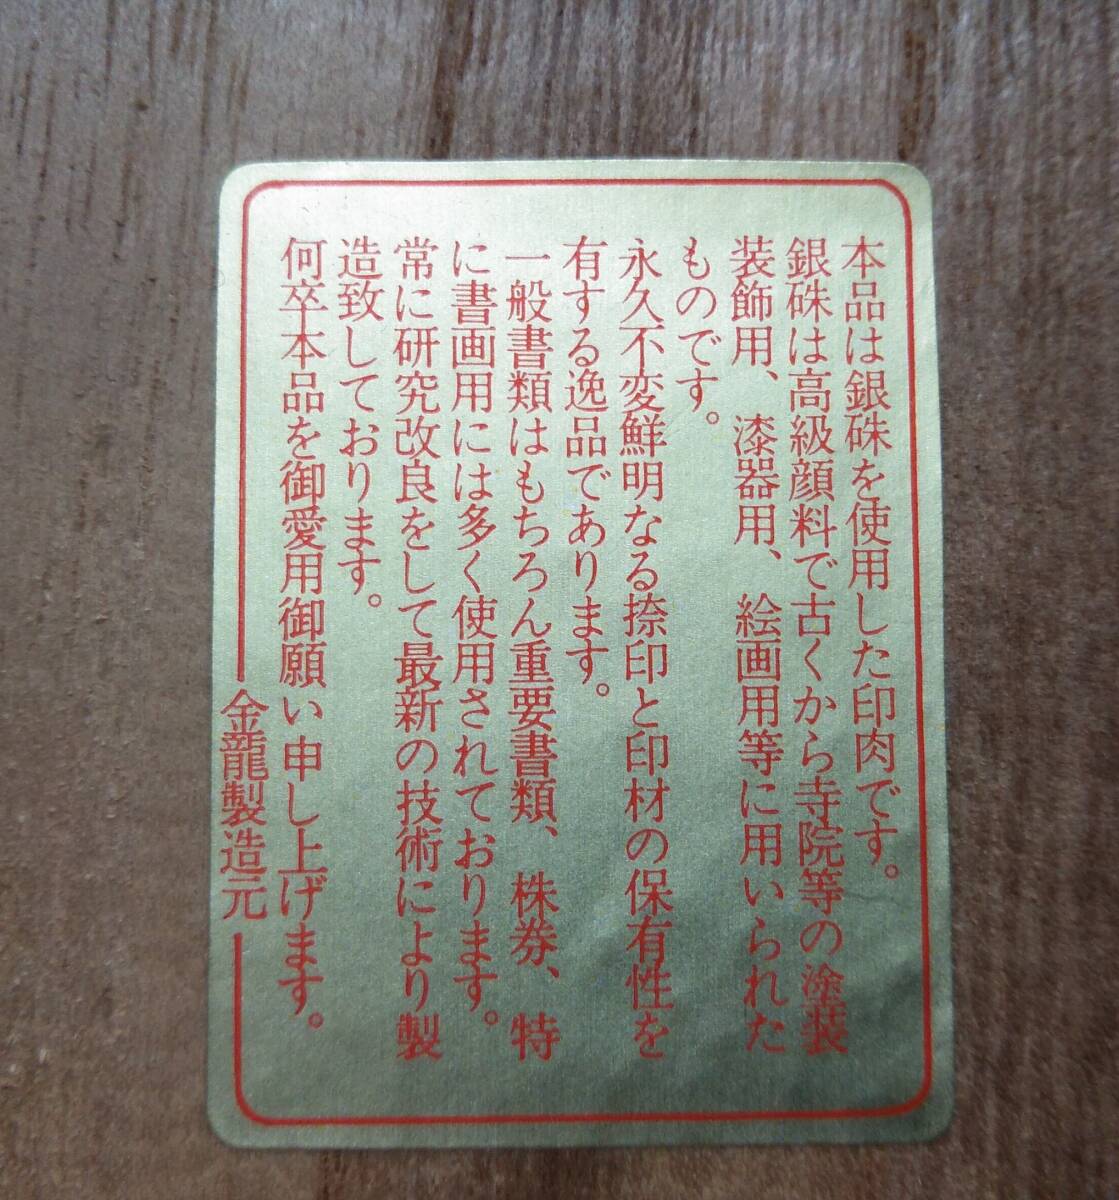 本品は銀硃を使用した印肉です。
銀硃は高級顔料で古くから寺院等の塗装
装飾用、漆器用、絵画用等に用いられた
ものです。
永久不変鮮明なる捺印と印材の保有性を
有する逸品であります。
一般書類はもちろん重要書類、株券、特
に書画用には多く使用されております。
常に研究改良をして最新の技術により製
造致しております。
何卒本品を御愛用御願い申し上げます。
金龍製造元